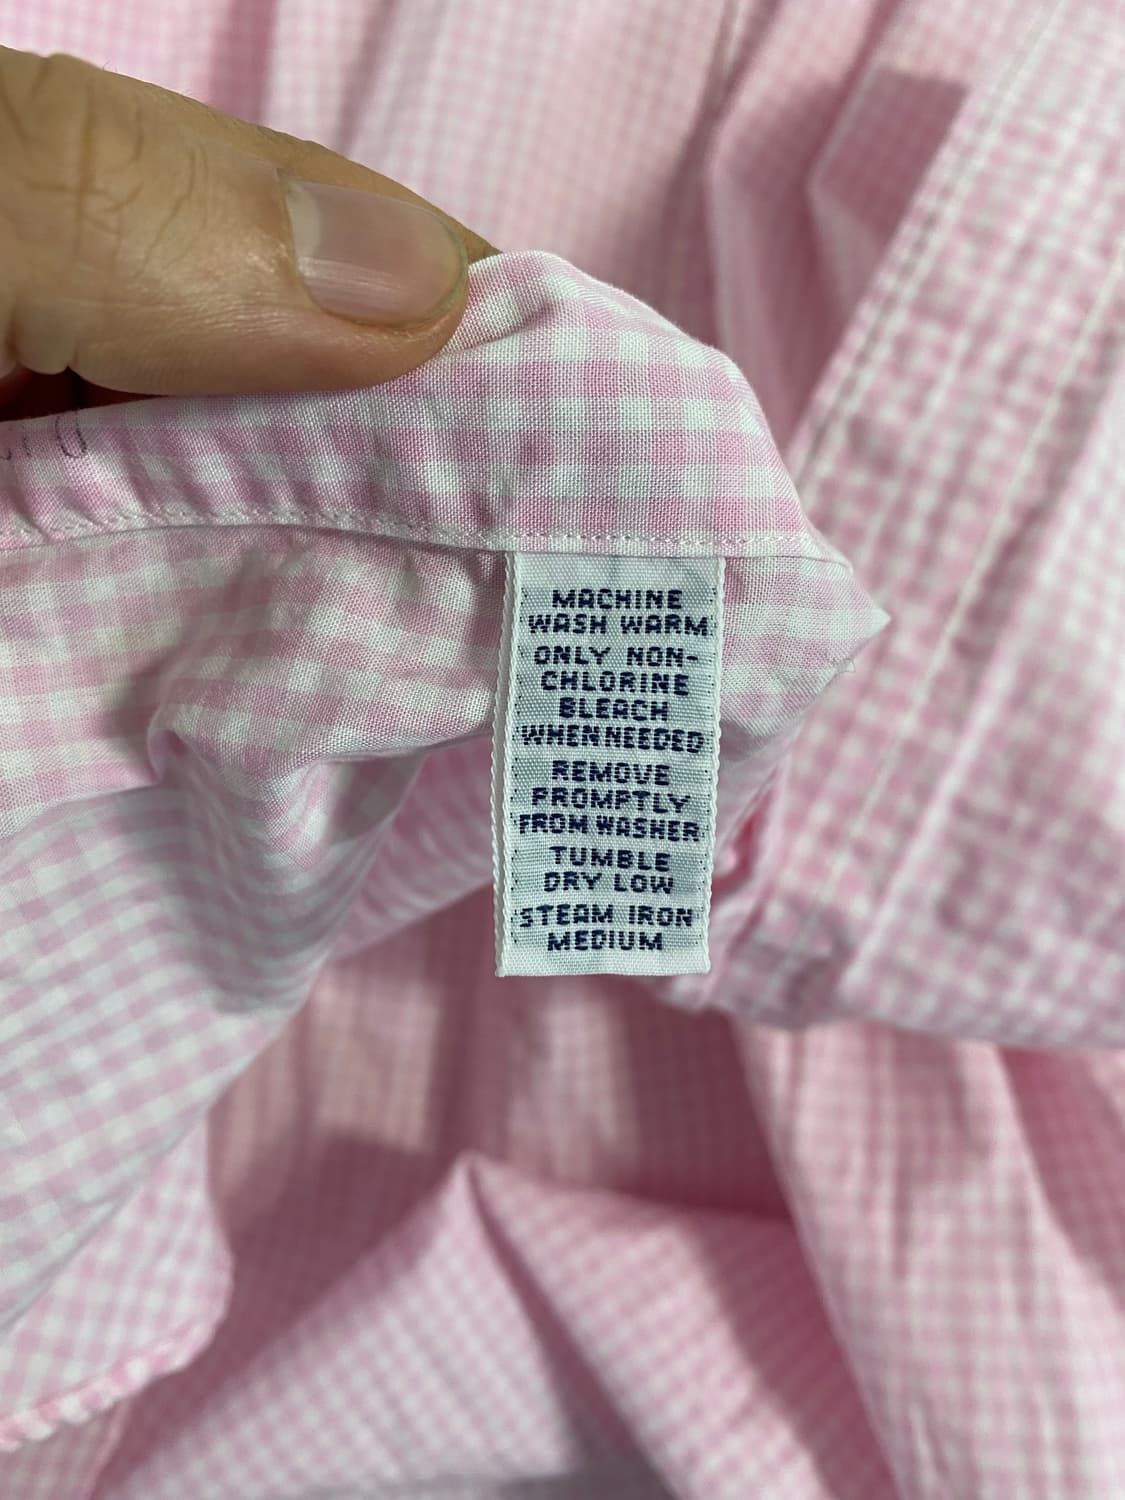 MACHINE
WASH WARM
ONLY NON-
CHLORINE
BLEACH
WHEN NEEDED
REMOVE
PROMPTLY
FROM WASHER
TUMBLE
DRY LOW
STEAM IRON
MEDIUM